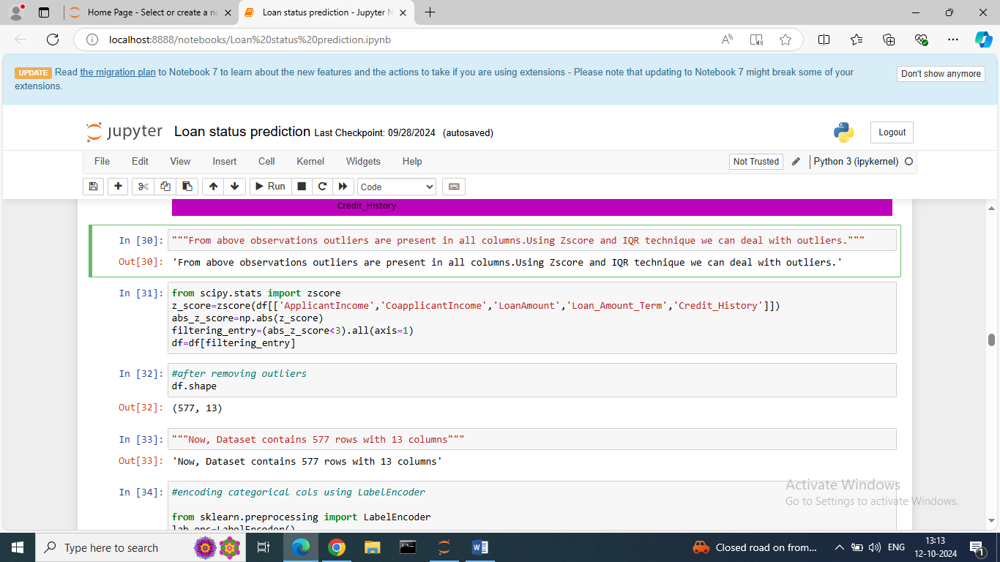 Home Page - Select or create a n
Loan status prediction - Jupyter N
localhost:8888/notebooks/Loan%20status%20prediction.ipynb
UPDATE Read the migration plan to Notebook 7 to learn about the new features and the actions to take if you are using extensions - Please note that updating to Notebook 7 might break some of your
extensions.
Don't show anymore
jupyter Loan status prediction Last Checkpoint: 09/28/2024 (autosaved)
Logout
File Edit View Insert Cell Kernel Widgets Help
Not Trusted
Python 3 (ipykernel)
Run
Code
Credit_History
In [30]: """From above observations outliers are present in all columns.Using Zscore and IQR technique we can deal with outliers."""
Out[30]: 'From above observations outliers are present in all columns.Using Zscore and IQR technique we can deal with outliers.'
In [31]: from scipy.stats import zscore
z_score=zscore(df[['ApplicantIncome','CoapplicantIncome','LoanAmount','Loan_Amount_Term','Credit_History']])
abs_z_score=np.abs(z_score)
filtering_entry=(abs_z_score<3).all(axis=1)
df=df[filtering_entry]
In [32]: #after removing outliers
df.shape
Out[32]: (577, 13)
In [33]: """Now, Dataset contains 577 rows with 13 columns"""
Out[33]: 'Now, Dataset contains 577 rows with 13 columns'
In [34]: #encoding categorical cols using LabelEncoder
from sklearn.preprocessing import LabelEncoder
lab_enc=LabelEncoder()
Activate Windows
Go to Settings to activate Windows.
Type here to search
Closed road on from...
ENG
13:13
12-10-2024
1